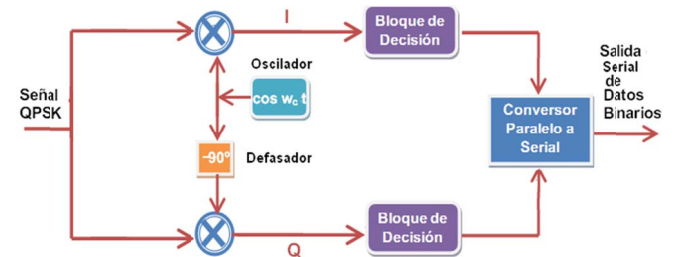 I
Bloque de
Decisión
Oscilador
cos wc t
Señal
QPSK
-90º
Defasador
Salida
Serial
de
Datos
Binarios
Conversor
Paralelo a
Serial
Bloque de
Decisión
Q